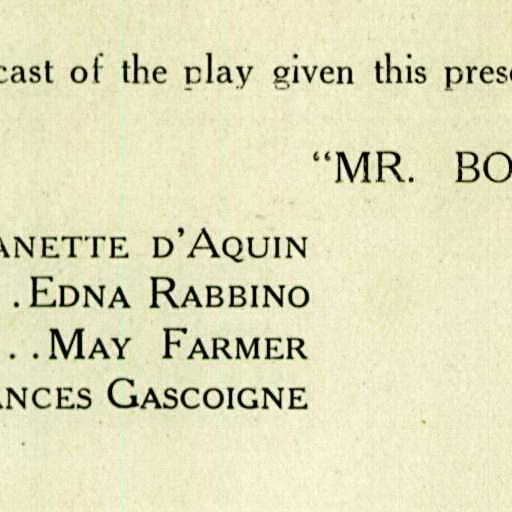 cast of the play given this prese
"MR. BO
ANETTE D'AQUIN
. EDNA RABBINO
. . MAY FARMER
ANCES GASCOIGNE